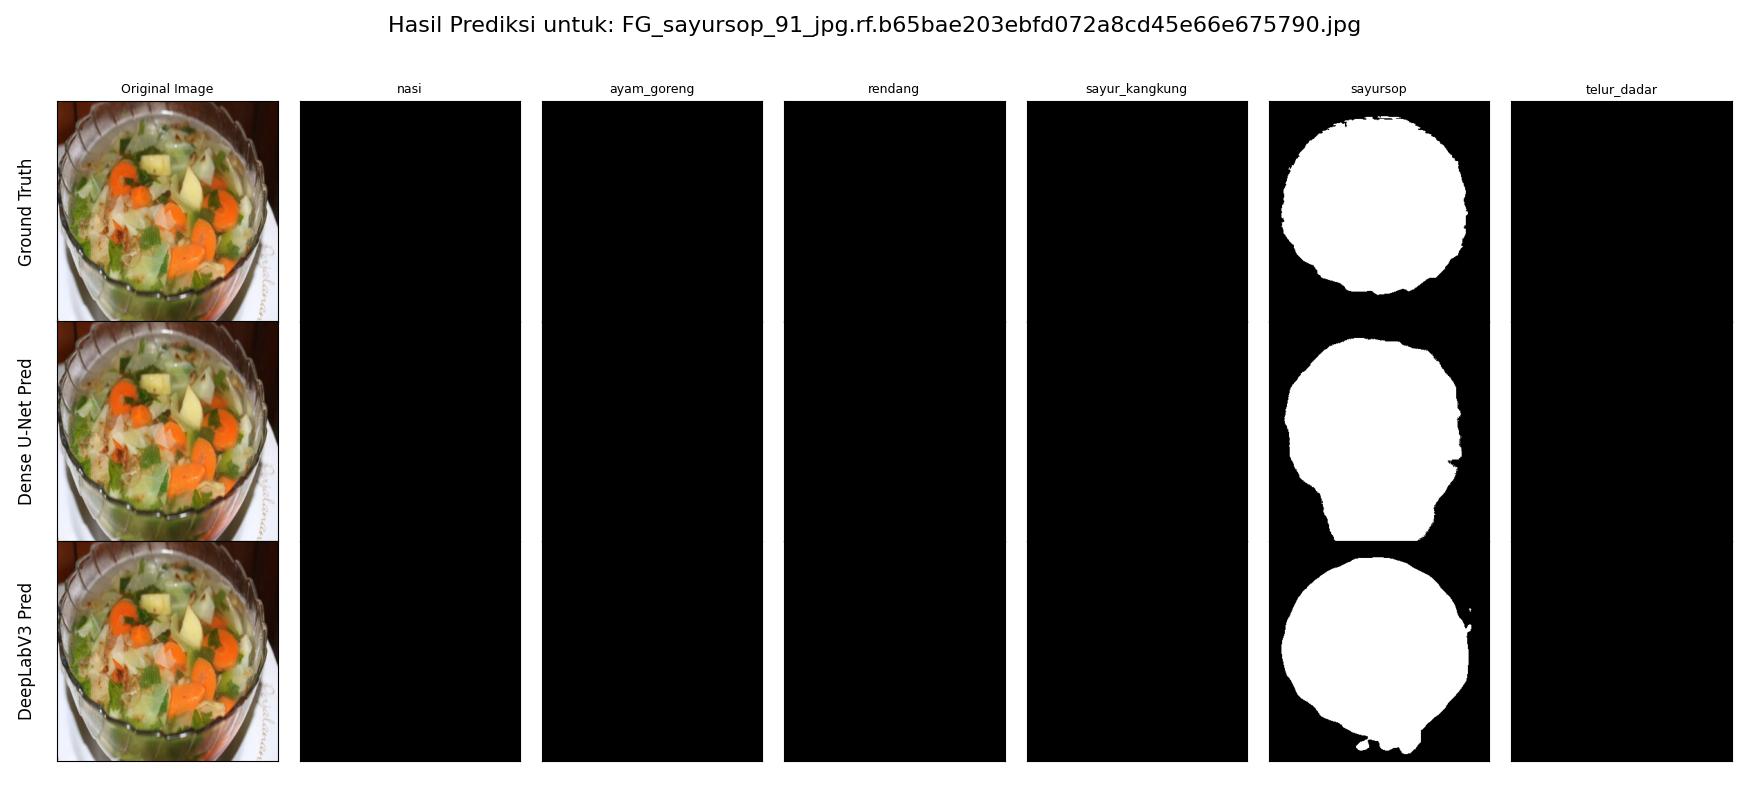 Hasil Prediksi untuk: FG_sayursop_91_jpg.rf.b65bae203ebfd072a8cd45e66e675790.jpg
Original Image
nasi
ayam_goreng
rendang
sayur_kangkung
sayursop
telur_dadar
Ground Truth
Dense U-Net Pred
DeepLabV3 Pred